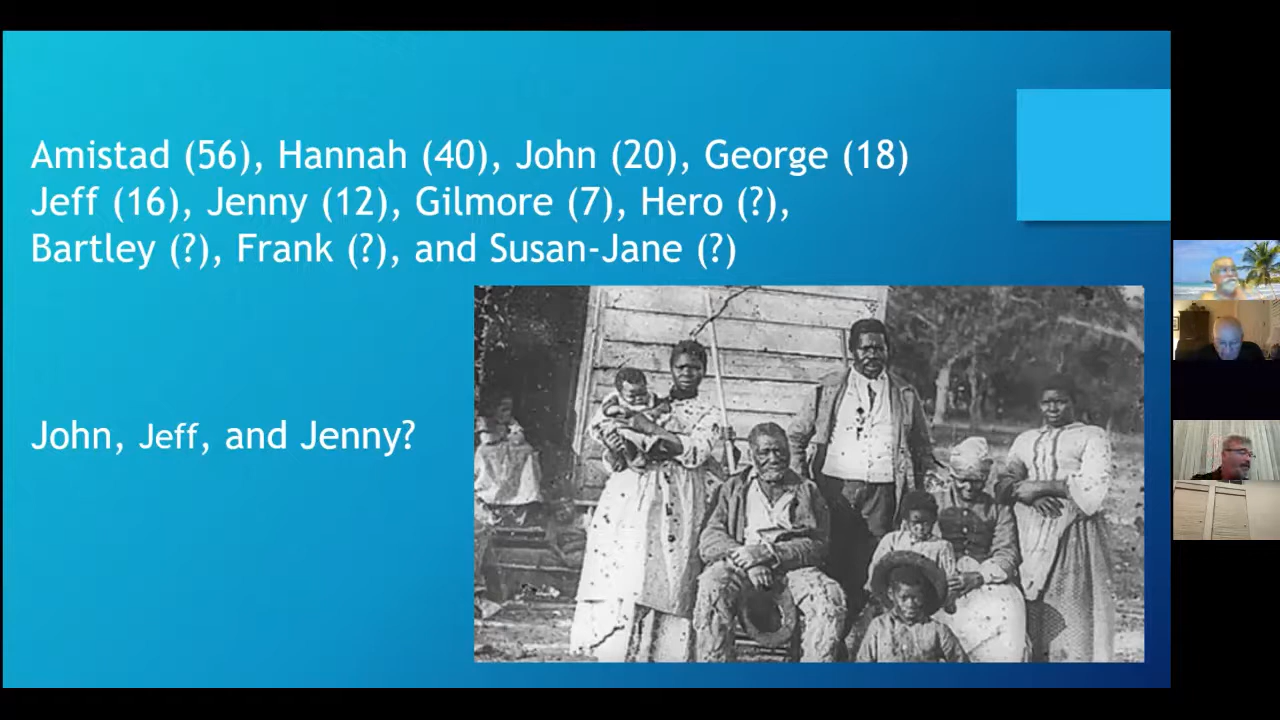 Amistad (56), Hannah (40), John (20), George (18)
Jeff (16), Jenny (12), Gilmore (7), Hero (?),
Bartley (?), Frank (?), and Susan-Jane (?)
John, Jeff, and Jenny?